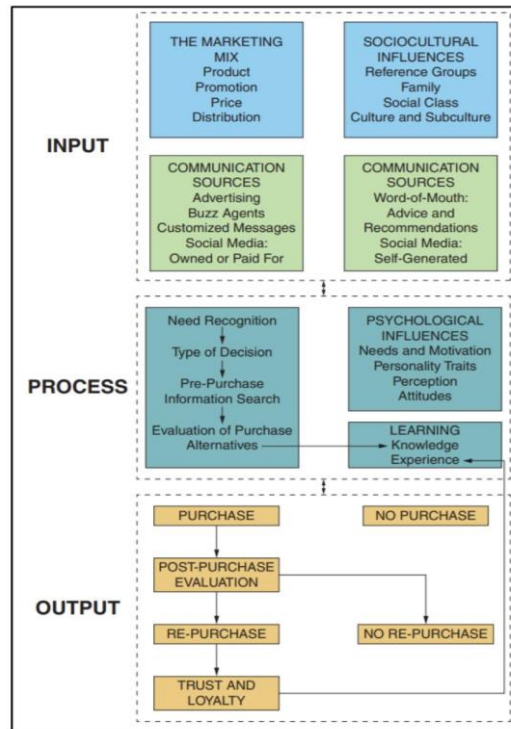 INPUT
THE MARKETING
MIX
Product
Promotion
Price
Distribution
SOCIOCULTURAL
INFLUENCES
Reference Groups
Family
Social Class
Culture and Subculture
COMMUNICATION
SOURCES
Advertising
Buzz Agents
Customized Messages
Social Media:
Owned or Paid For
COMMUNICATION
SOURCES
Word-of-Mouth:
Advice and
Recommendations
Social Media:
Self-Generated
PROCESS
Need Recognition
Type of Decision
Pre-Purchase
Information Search
Evaluation of Purchase
Alternatives
PSYCHOLOGICAL
INFLUENCES
Needs and Motivation
Personality Traits
Perception
Attitudes
LEARNING
Knowledge
Experience
OUTPUT
PURCHASE
NO PURCHASE
POST-PURCHASE
EVALUATION
RE-PURCHASE
NO RE-PURCHASE
TRUST AND
LOYALTY